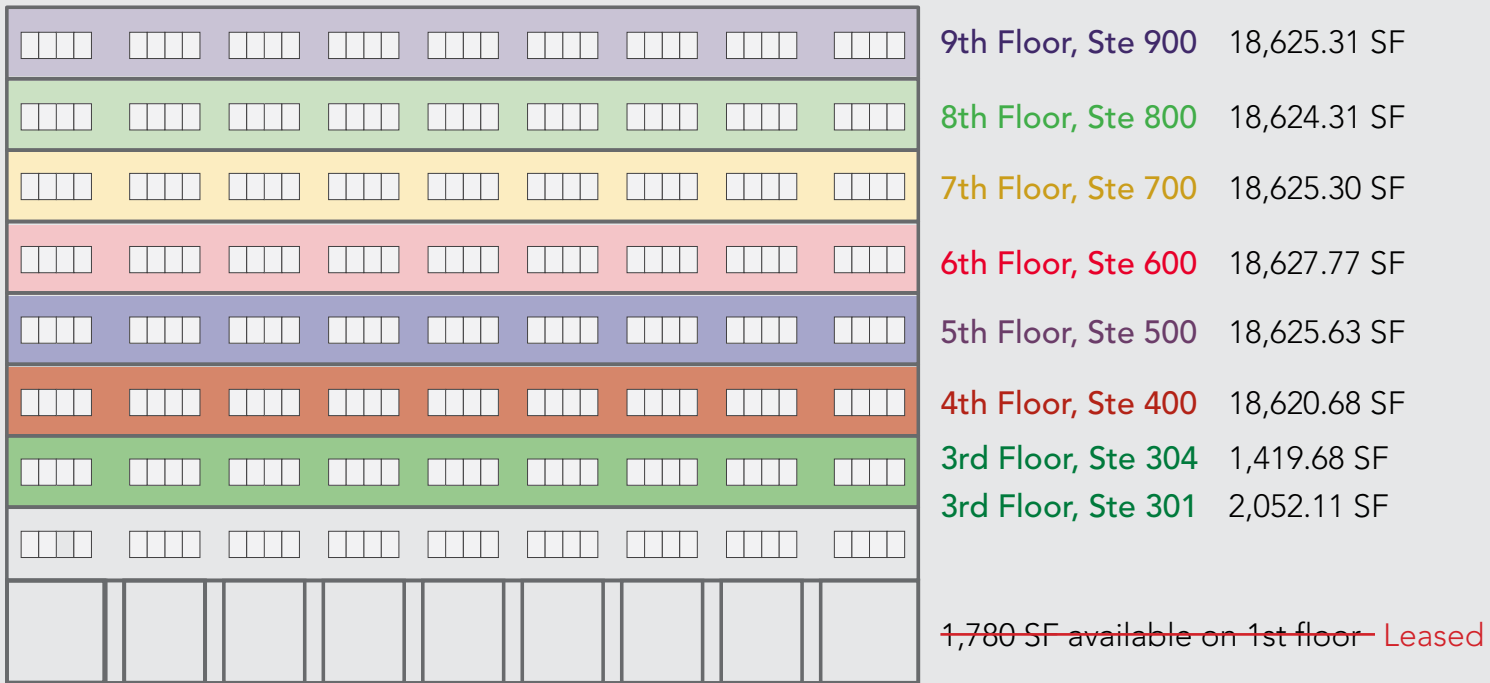 9th Floor, Ste 900 18,625.31 SF
8th Floor, Ste 800 18,624.31 SF
7th Floor, Ste 700 18,625.30 SF
6th Floor, Ste 600 18,627.77 SF
5th Floor, Ste 500 18,625.63 SF
4th Floor, Ste 400 18,620.68 SF
3rd Floor, Ste 304 1,419.68 SF
3rd Floor, Ste 301 2,052.11 SF
1,780 SF available on 1st floor Leased